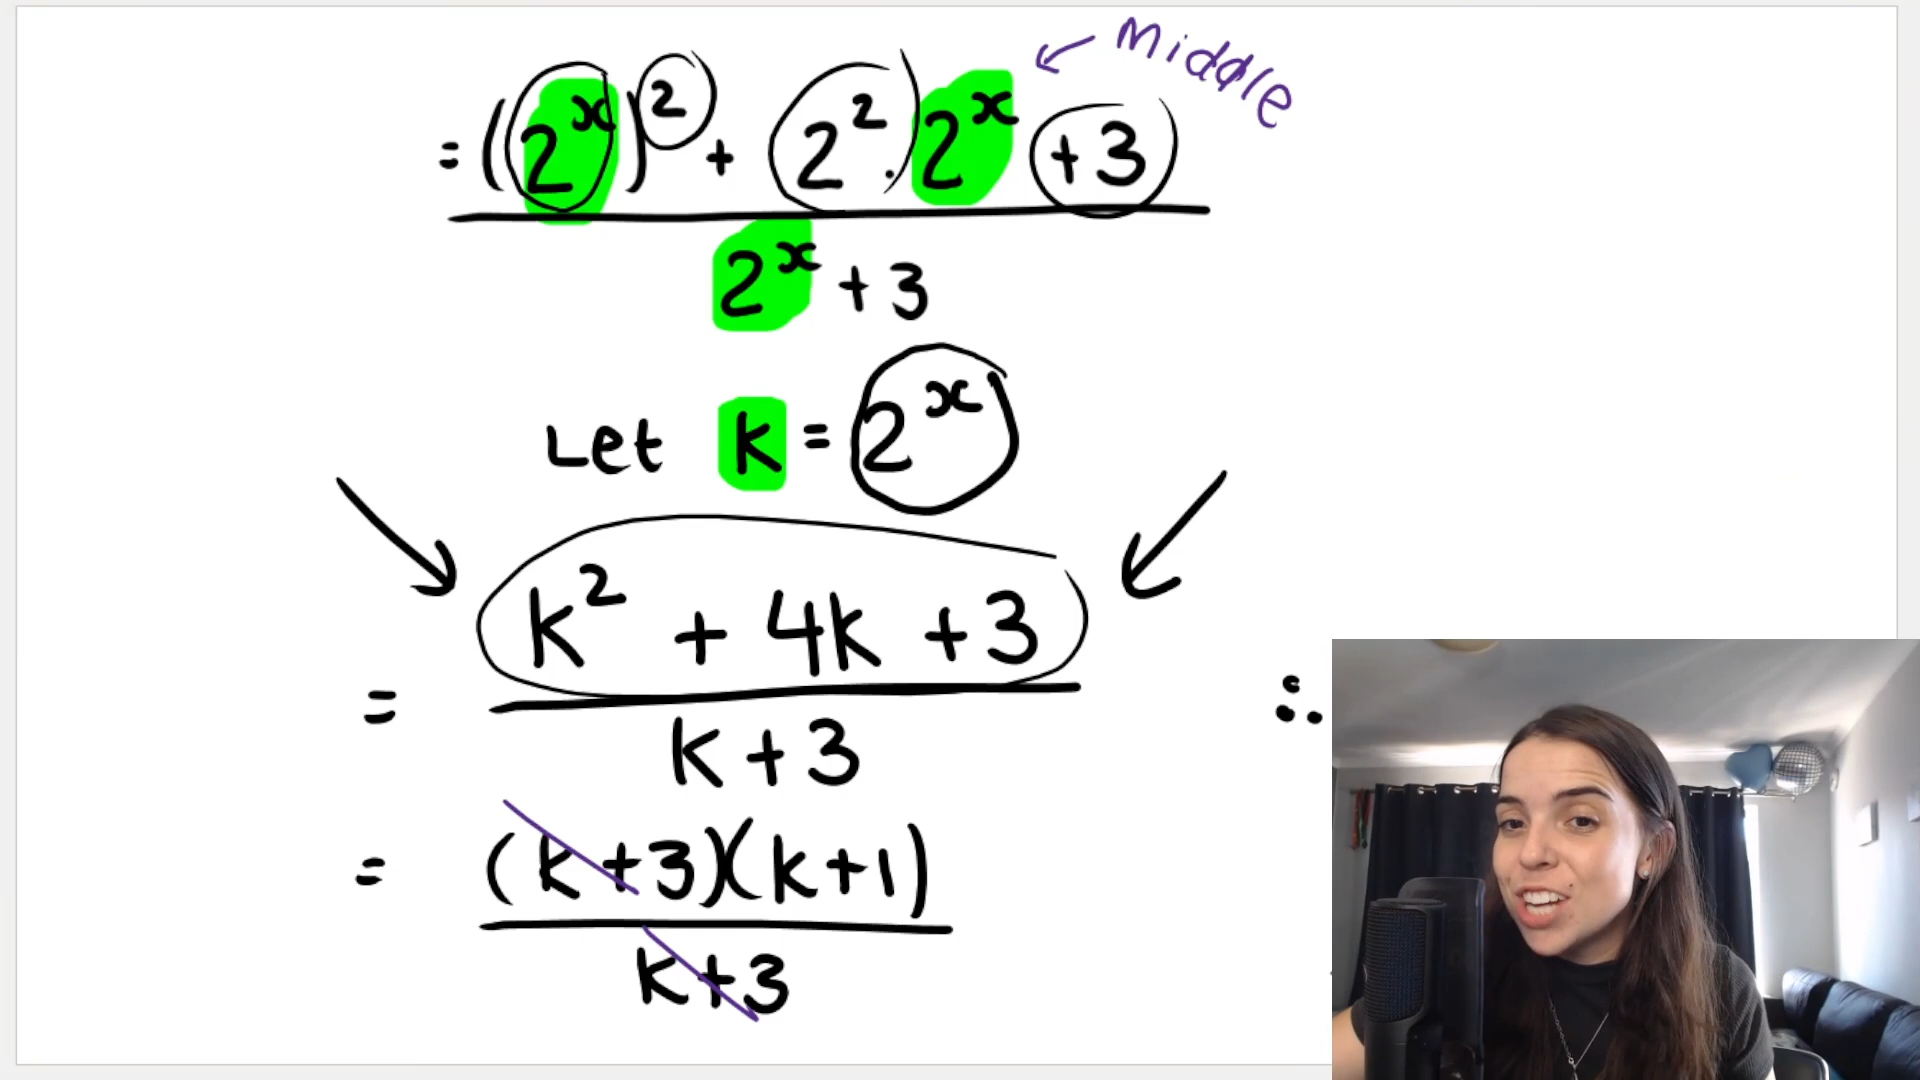 Middle
= (2^x)^2 + 2^2 . 2^x + 3
2^x + 3
Let k = 2^x
k^2 + 4k + 3
=
k + 3
= (k + 3)(k + 1)
k + 3
∴